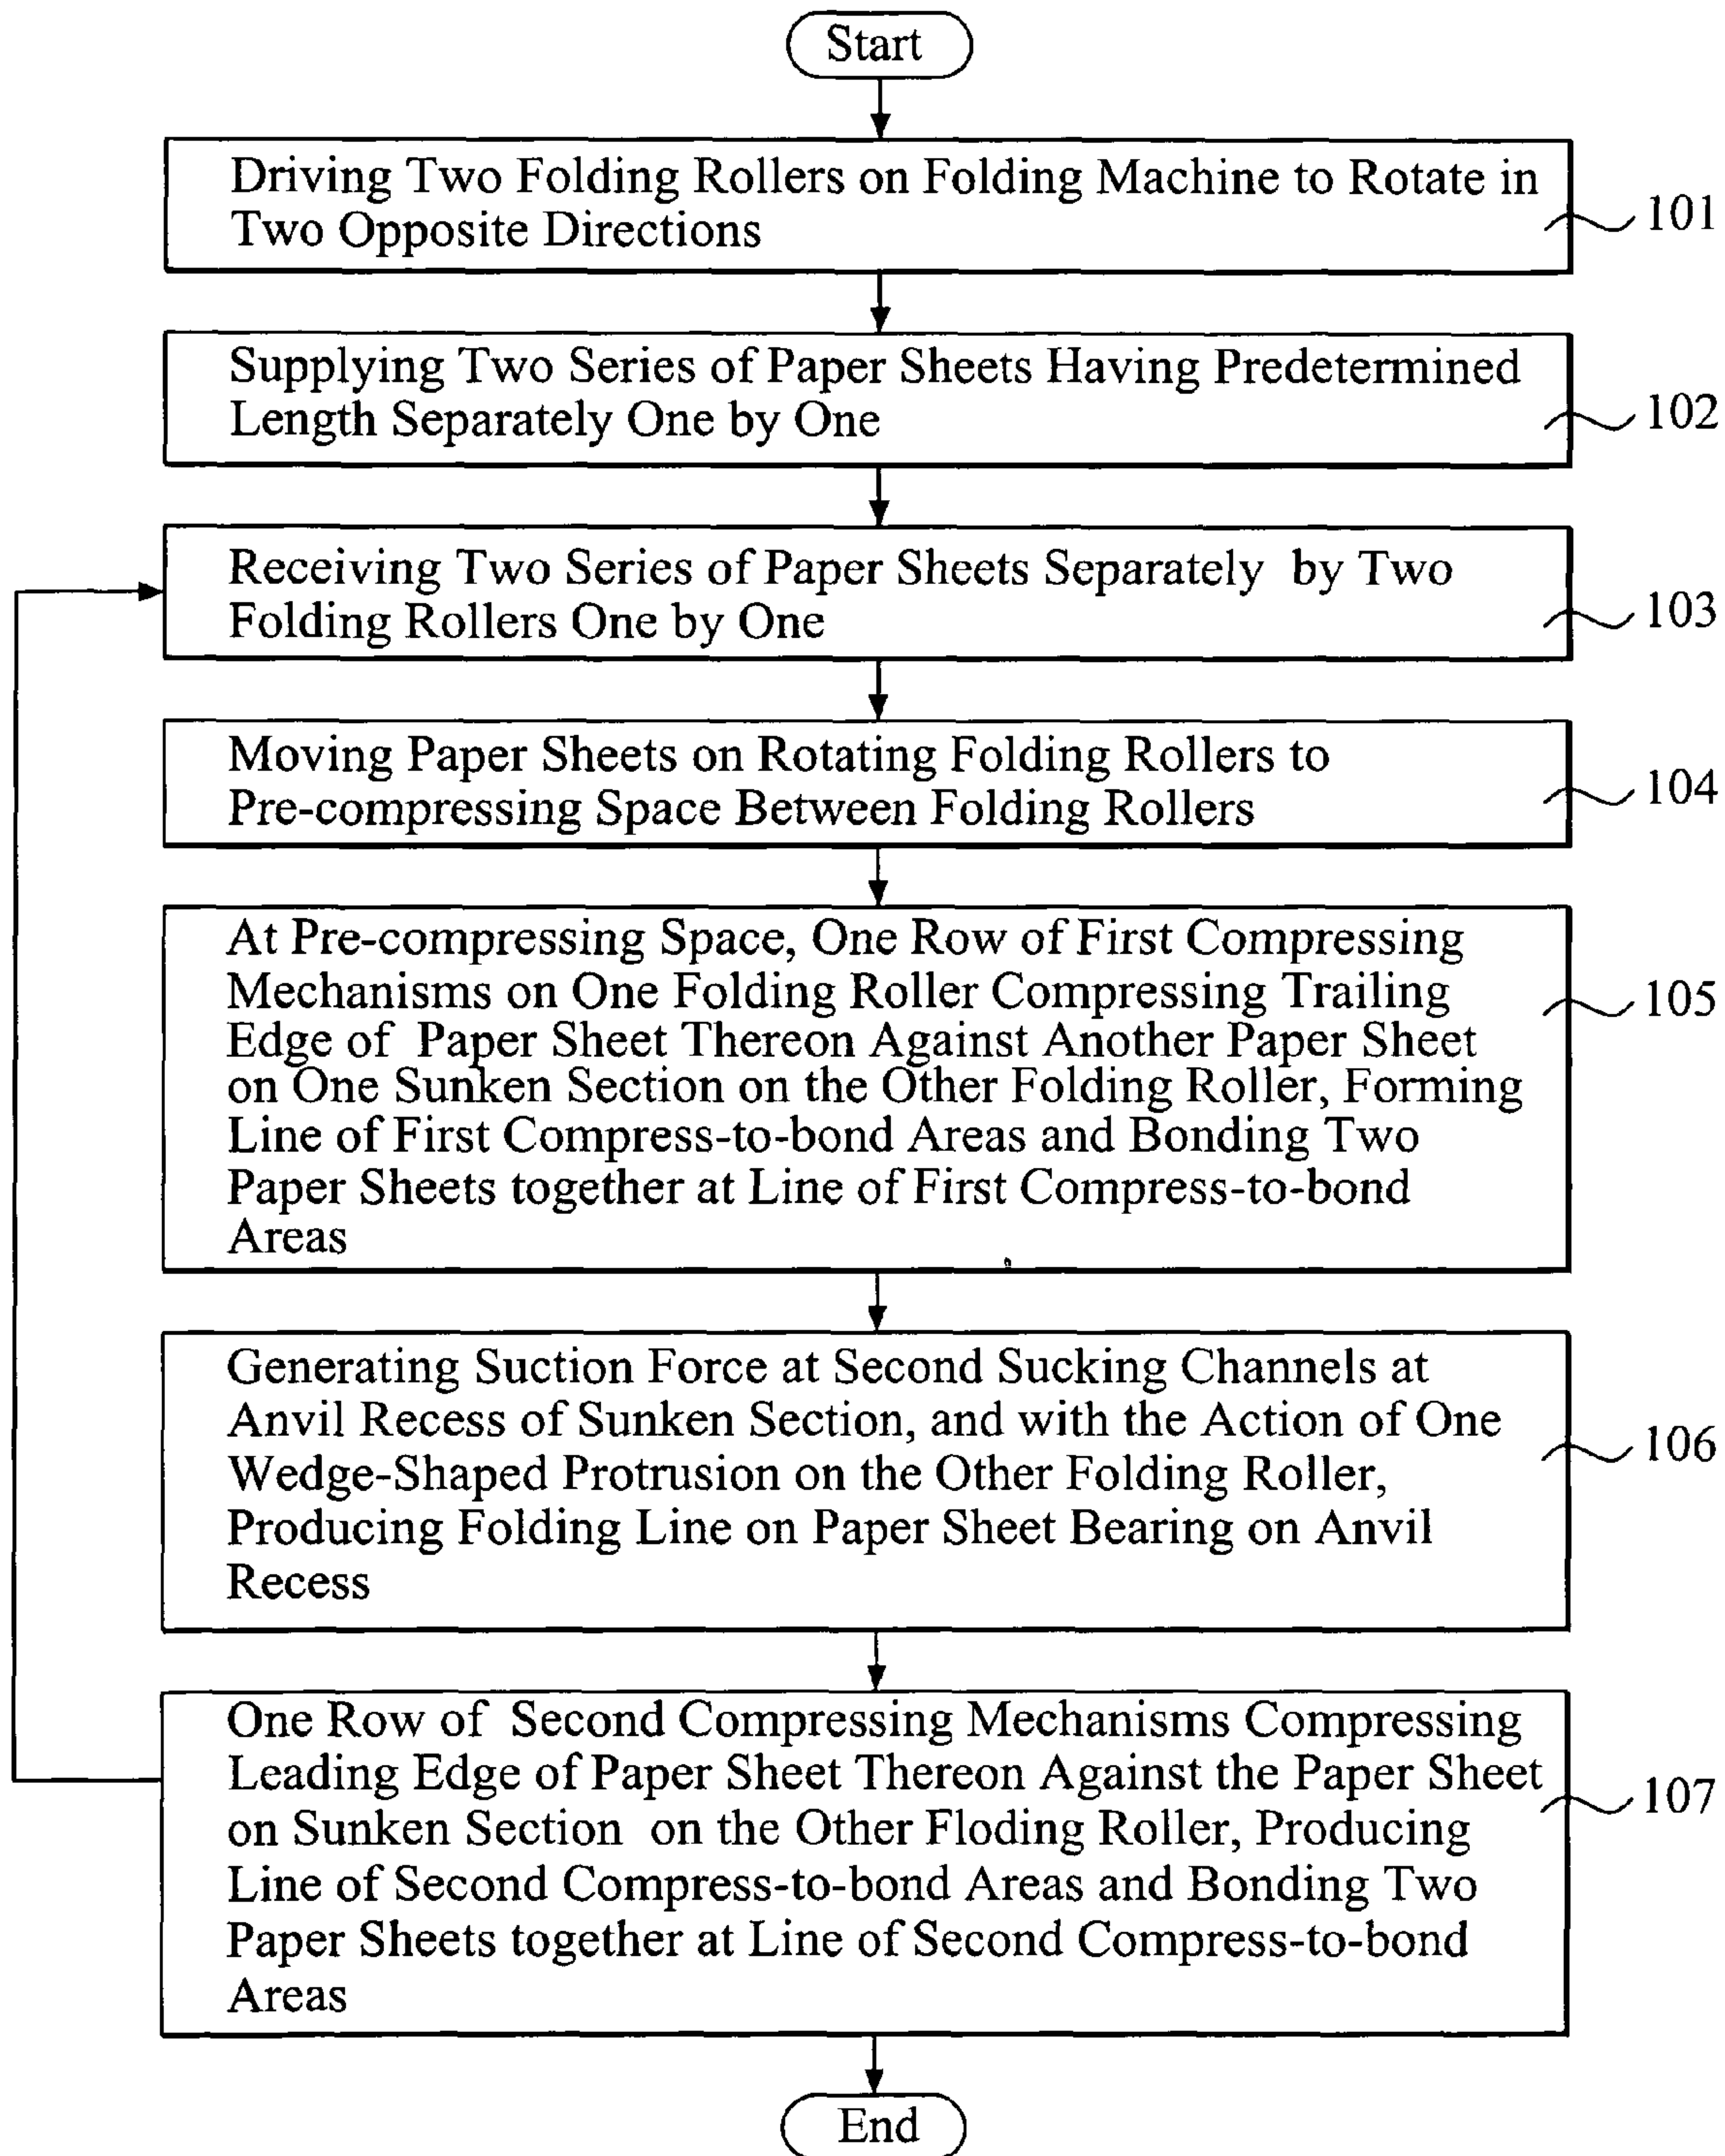 Start
Driving Two Folding Rollers on Folding Machine to Rotate in
Two Opposite Directions
101
Supplying Two Series of Paper Sheets Having Predetermined
Length Separately One by One
102
Receiving Two Series of Paper Sheets Separately by Two
Folding Rollers One by One
103
Moving Paper Sheets on Rotating Folding Rollers to
Pre-compressing Space Between Folding Rollers
104
At Pre-compressing Space, One Row of First Compressing
Mechanisms on One Folding Roller Compressing Trailing
Edge of Paper Sheet Thereon Against Another Paper Sheet
on One Sunken Section on the Other Folding Roller, Forming
Line of First Compress-to-bond Areas and Bonding Two
Paper Sheets together at Line of First Compress-to-bond
Areas
105
Generating Suction Force at Second Sucking Channels at
Anvil Recess of Sunken Section, and with the Action of One
Wedge-Shaped Protrusion on the Other Folding Roller,
Producing Folding Line on Paper Sheet Bearing on Anvil
Recess
106
One Row of Second Compressing Mechanisms Compressing
Leading Edge of Paper Sheet Thereon Against the Paper Sheet
on Sunken Section on the Other Floding Roller, Producing
Line of Second Compress-to-bond Areas and Bonding Two
Paper Sheets together at Line of Second Compress-to-bond
Areas
107
End